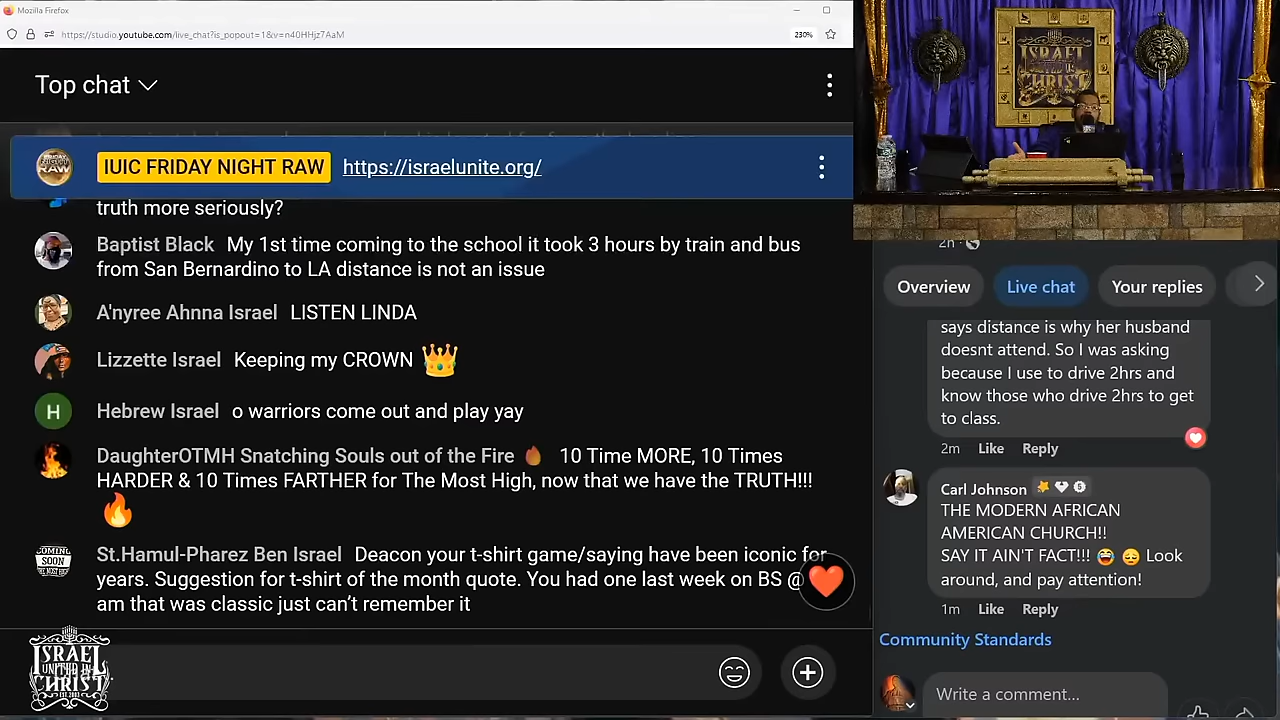 Mozilla Firefox
https://studio.youtube.com/live_chat?is_popout=1&v=n40HHjz7AaM
230%
Top chat
IUIC FRIDAY NIGHT RAW https://israelunite.org/
truth more seriously?
Baptist Black My 1st time coming to the school it took 3 hours by train and bus
from San Bernardino to LA distance is not an issue
A'nyree Ahnna Israel LISTEN LINDA
Lizzette Israel Keeping my CROWN 👑
H
Hebrew Israel o warriors come out and play yay
DaughterOTMH Snatching Souls out of the Fire 🔥 10 Time MORE, 10 Times
HARDER & 10 Times FARTHER for The Most High, now that we have the TRUTH!!!
🔥
COMING
SOON
St.Hamul-Pharez Ben Israel Deacon your t-shirt game/saying have been iconic for
years. Suggestion for t-shirt of the month quote. You had one last week on BS @
am that was classic just can't remember it
ISRAEL
UNITED IN
CHRIST
EST. 2003
ISRAEL
CHRIST
2h
Overview
Live chat
Your replies
says distance is why her husband
doesnt attend. So I was asking
because I use to drive 2hrs and
know those who drive 2hrs to get
to class.
2m Like Reply
Carl Johnson
THE MODERN AFRICAN
AMERICAN CHURCH!!
SAY IT AIN'T FACT!!! 😂 😔 Look
around, and pay attention!
1m Like Reply
Community Standards
Write a comment...